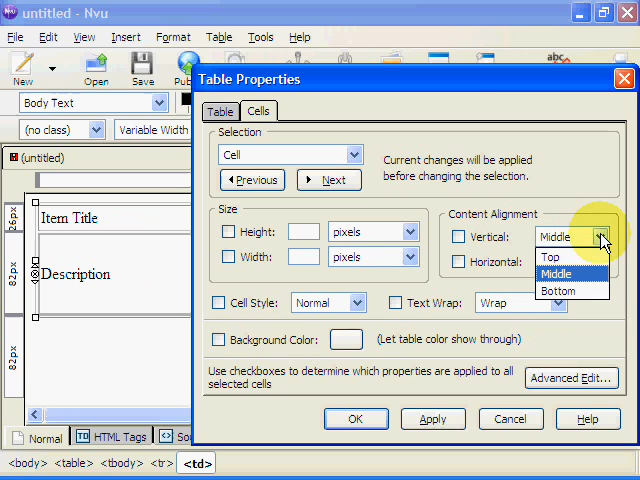 untitled - Nvu
File Edit View Insert Format Table Tools Help
New Open Save
Body Text
(no class) Variable Width
(untitled)
26px
82px
82px
Item Title
Description
Table Properties
Table Cells
Selection
Cell
Previous Next
Current changes will be applied
before changing the selection.
Size
Height: pixels
Width: pixels
Content Alignment
Vertical: Middle
Horizontal:
Top
Middle
Bottom
Cell Style: Normal Text Wrap: Wrap
Background Color: (Let table color show through)
Use checkboxes to determine which properties are applied to all
selected cells
Advanced Edit...
OK Apply Cancel Help
Normal TD HTML Tags
<body> <table> <tbody> <tr> <td>